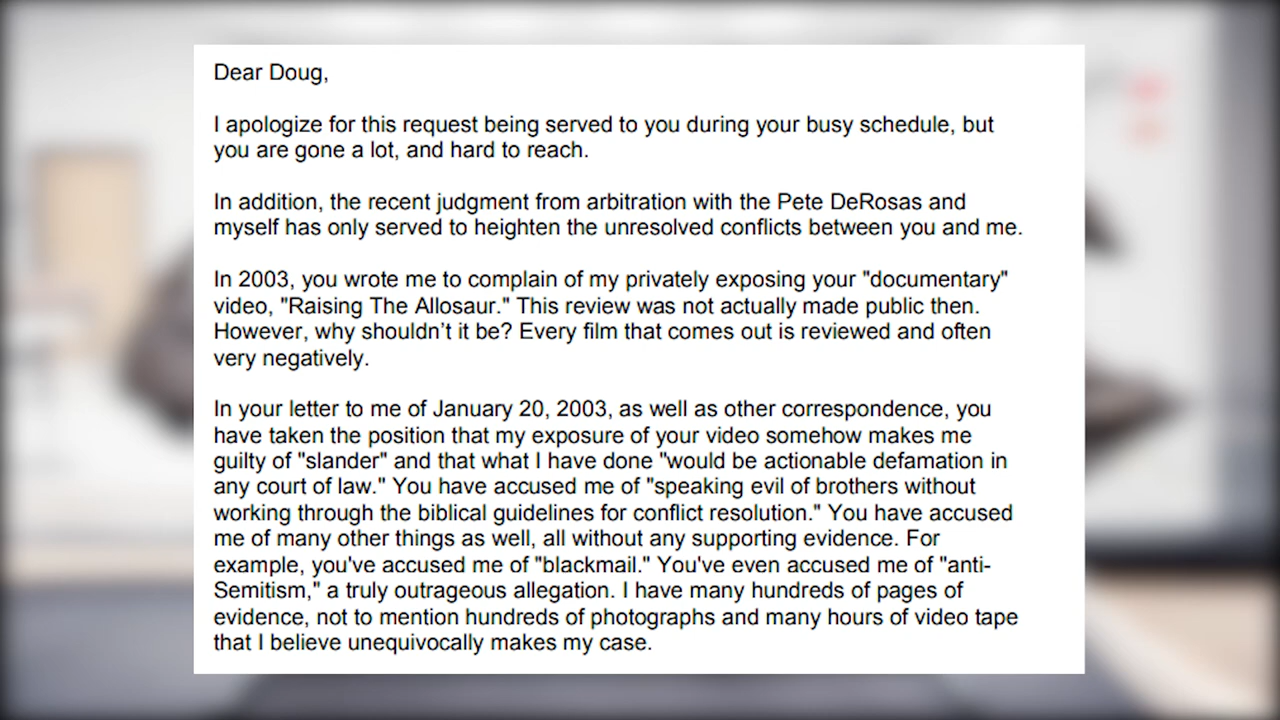 Dear Doug,
I apologize for this request being served to you during your busy schedule, but
you are gone a lot, and hard to reach.
In addition, the recent judgment from arbitration with the Pete DeRosas and
myself has only served to heighten the unresolved conflicts between you and me.
In 2003, you wrote me to complain of my privately exposing your "documentary"
video, "Raising The Allosaur." This review was not actually made public then.
However, why shouldn’t it be? Every film that comes out is reviewed and often
very negatively.
In your letter to me of January 20, 2003, as well as other correspondence, you
have taken the position that my exposure of your video somehow makes me
guilty of "slander" and that what I have done "would be actionable defamation in
any court of law." You have accused me of "speaking evil of brothers without
working through the biblical guidelines for conflict resolution." You have accused
me of many other things as well, all without any supporting evidence. For
example, you've accused me of "blackmail." You've even accused me of "anti-
Semitism," a truly outrageous allegation. I have many hundreds of pages of
evidence, not to mention hundreds of photographs and many hours of video tape
that I believe unequivocally makes my case.